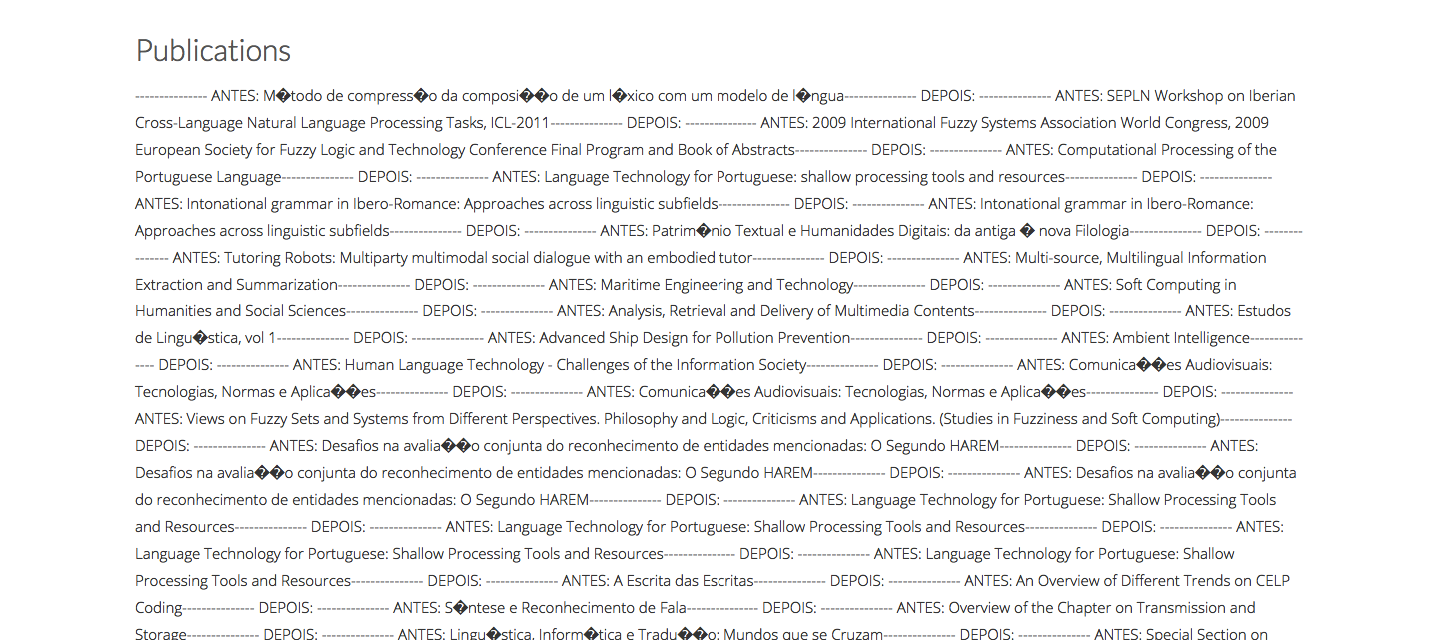 Publications
--------------- ANTES: M�todo de compress�o da composi��o de um l�xico com um modelo de l�ngua--------------- DEPOIS: --------------- ANTES: SEPLN Workshop on Iberian
Cross-Language Natural Language Processing Tasks, ICL-2011--------------- DEPOIS: --------------- ANTES: 2009 International Fuzzy Systems Association World Congress, 2009
European Society for Fuzzy Logic and Technology Conference Final Program and Book of Abstracts--------------- DEPOIS: --------------- ANTES: Computational Processing of the
Portuguese Language--------------- DEPOIS: --------------- ANTES: Language Technology for Portuguese: shallow processing tools and resources--------------- DEPOIS: ---------------
ANTES: Intonational grammar in Ibero-Romance: Approaches across linguistic subfields--------------- DEPOIS: --------------- ANTES: Intonational grammar in Ibero-Romance:
Approaches across linguistic subfields--------------- DEPOIS: --------------- ANTES: Patrim�nio Textual e Humanidades Digitais: da antiga � nova Filologia--------------- DEPOIS: --------
------- ANTES: Tutoring Robots: Multiparty multimodal social dialogue with an embodied tutor--------------- DEPOIS: --------------- ANTES: Multi-source, Multilingual Information
Extraction and Summarization--------------- DEPOIS: --------------- ANTES: Maritime Engineering and Technology--------------- DEPOIS: --------------- ANTES: Soft Computing in
Humanities and Social Sciences--------------- DEPOIS: --------------- ANTES: Analysis, Retrieval and Delivery of Multimedia Contents--------------- DEPOIS: --------------- ANTES: Estudos
de Lingu�stica, vol 1--------------- DEPOIS: --------------- ANTES: Advanced Ship Design for Pollution Prevention--------------- DEPOIS: --------------- ANTES: Ambient Intelligence-----------
---- DEPOIS: --------------- ANTES: Human Language Technology - Challenges of the Information Society--------------- DEPOIS: --------------- ANTES: Comunica��es Audiovisuais:
Tecnologias, Normas e Aplica��es--------------- DEPOIS: --------------- ANTES: Comunica��es Audiovisuais: Tecnologias, Normas e Aplica��es--------------- DEPOIS: ---------------
ANTES: Views on Fuzzy Sets and Systems from Different Perspectives. Philosophy and Logic, Criticisms and Applications. (Studies in Fuzziness and Soft Computing)---------------
DEPOIS: --------------- ANTES: Desafios na avalia��o conjunta do reconhecimento de entidades mencionadas: O Segundo HAREM--------------- DEPOIS: --------------- ANTES:
Desafios na avalia��o conjunta do reconhecimento de entidades mencionadas: O Segundo HAREM--------------- DEPOIS: --------------- ANTES: Desafios na avalia��o conjunta
do reconhecimento de entidades mencionadas: O Segundo HAREM--------------- DEPOIS: --------------- ANTES: Language Technology for Portuguese: Shallow Processing Tools
and Resources--------------- DEPOIS: --------------- ANTES: Language Technology for Portuguese: Shallow Processing Tools and Resources--------------- DEPOIS: --------------- ANTES:
Language Technology for Portuguese: Shallow Processing Tools and Resources--------------- DEPOIS: --------------- ANTES: Language Technology for Portuguese: Shallow
Processing Tools and Resources--------------- DEPOIS: --------------- ANTES: A Escrita das Escritas--------------- DEPOIS: --------------- ANTES: An Overview of Different Trends on CELP
Coding--------------- DEPOIS: --------------- ANTES: S�ntese e Reconhecimento de Fala--------------- DEPOIS: --------------- ANTES: Overview of the Chapter on Transmission and
Storage--------------- DEPOIS: --------------- ANTES: Lingu�stica, Inform�tica e Tradu��o: Mundos que se Cruzam--------------- DEPOIS: --------------- ANTES: Special Section on